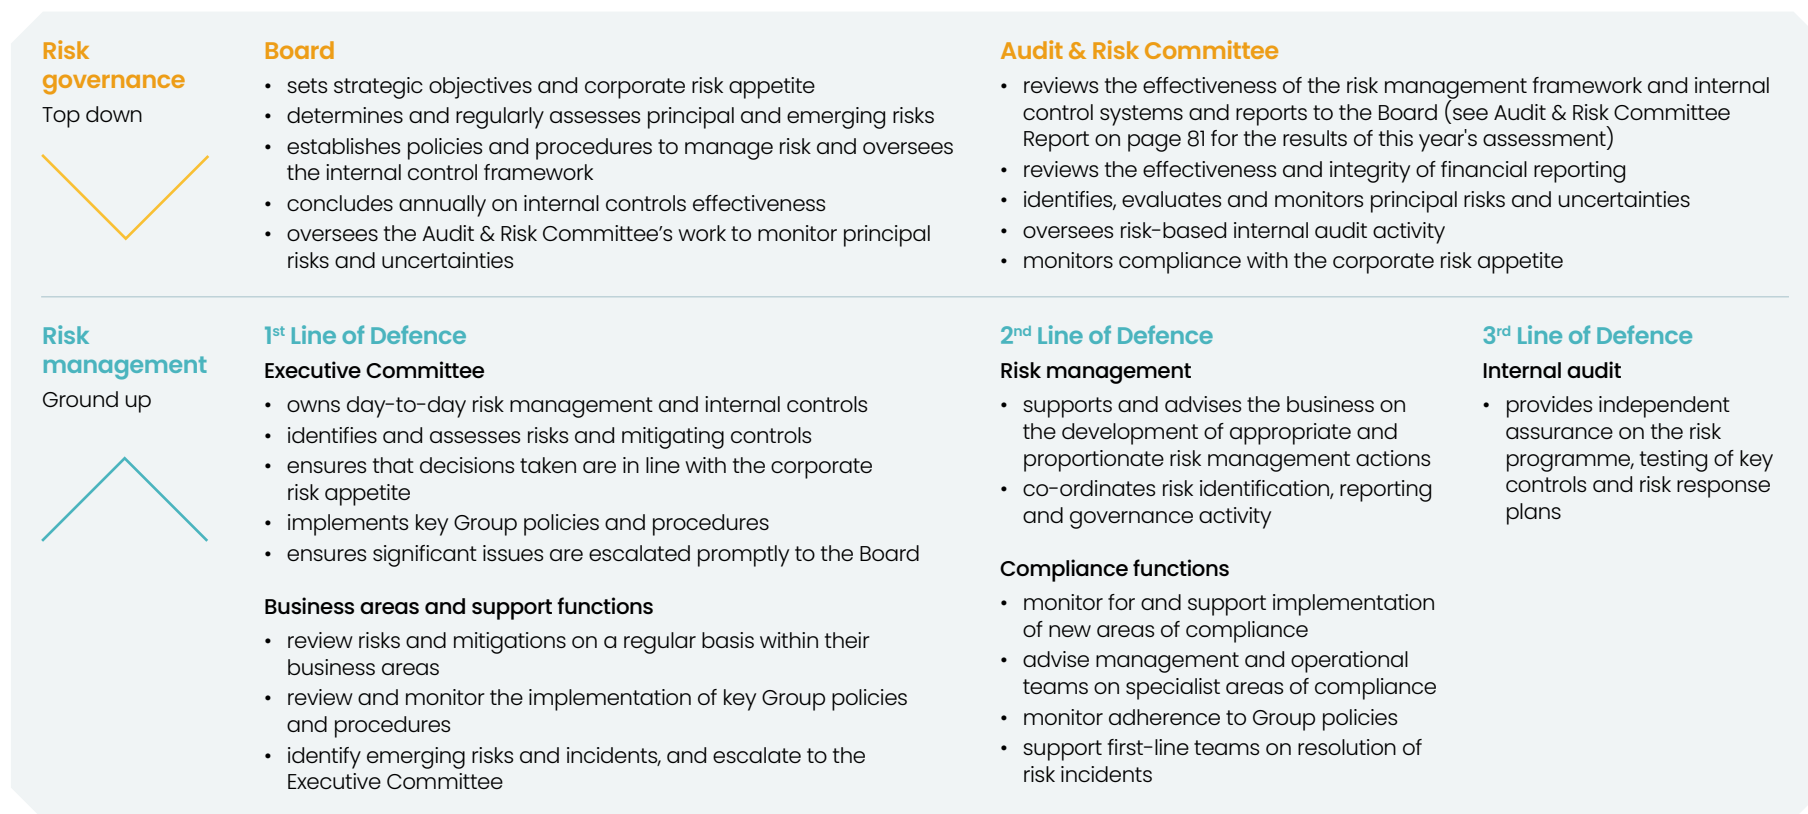 Risk
governance
Top down
Board
• sets strategic objectives and corporate risk appetite
• determines and regularly assesses principal and emerging risks
• establishes policies and procedures to manage risk and oversees
the internal control framework
• concludes annually on internal controls effectiveness
• oversees the Audit & Risk Committee’s work to monitor principal
risks and uncertainties
Audit & Risk Committee
• reviews the effectiveness of the risk management framework and internal
control systems and reports to the Board (see Audit & Risk Committee
Report on page 81 for the results of this year's assessment)
• reviews the effectiveness and integrity of financial reporting
• identifies, evaluates and monitors principal risks and uncertainties
• oversees risk-based internal audit activity
• monitors compliance with the corporate risk appetite
Risk
management
Ground up
1st Line of Defence
Executive Committee
• owns day-to-day risk management and internal controls
• identifies and assesses risks and mitigating controls
• ensures that decisions taken are in line with the corporate
risk appetite
• implements key Group policies and procedures
• ensures significant issues are escalated promptly to the Board
Business areas and support functions
• review risks and mitigations on a regular basis within their
business areas
• review and monitor the implementation of key Group policies
and procedures
• identify emerging risks and incidents, and escalate to the
Executive Committee
2nd Line of Defence
Risk management
• supports and advises the business on
the development of appropriate and
proportionate risk management actions
• co-ordinates risk identification, reporting
and governance activity
Compliance functions
• monitor for and support implementation
of new areas of compliance
• advise management and operational
teams on specialist areas of compliance
• monitor adherence to Group policies
• support first-line teams on resolution of
risk incidents
3rd Line of Defence
Internal audit
• provides independent
assurance on the risk
programme, testing of key
controls and risk response
plans